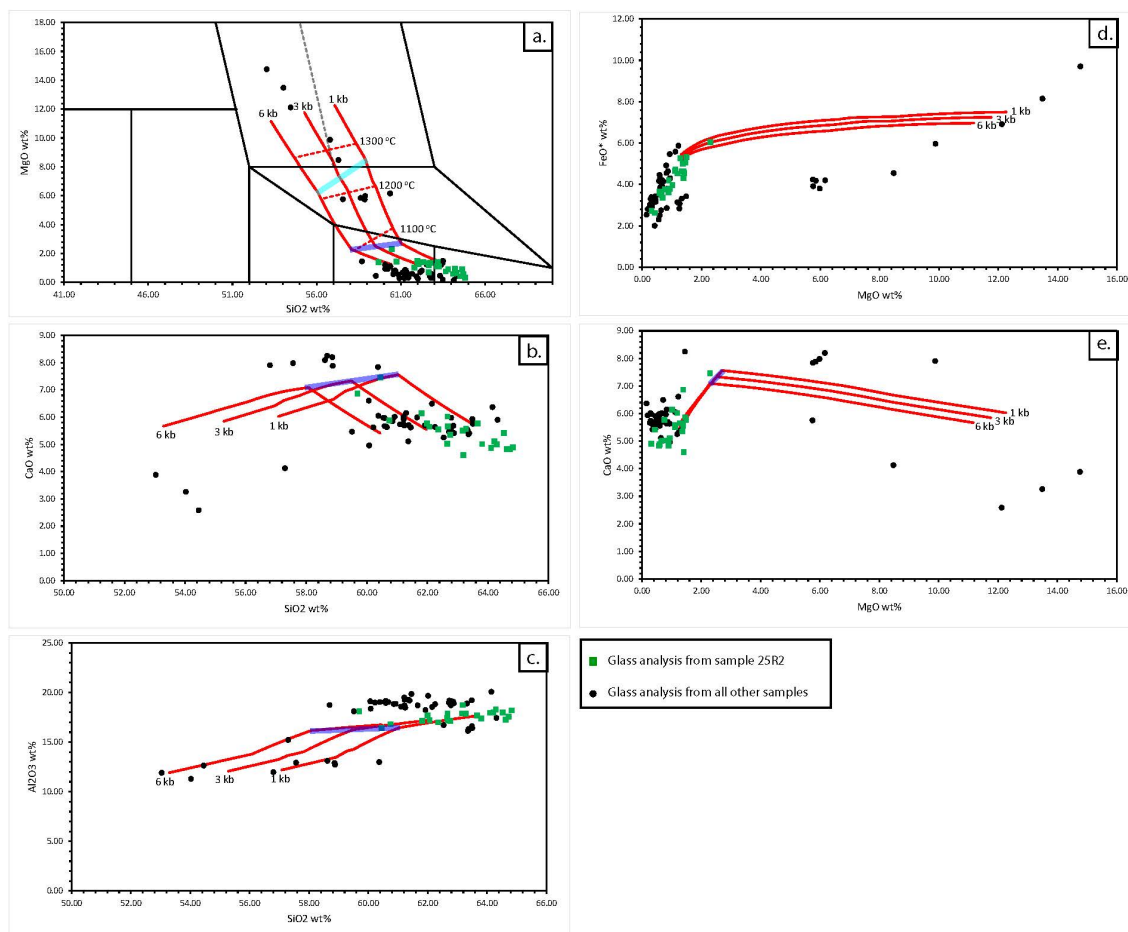 a.
18.00
16.00
14.00
12.00
10.00
8.00
6.00
4.00
2.00
0.00
MgO wt%
6 kb
3 kb
1 kb
1300 °C
1200 °C
1100 °C
41.00 46.00 51.00 56.00 61.00 66.00
SiO2 wt%
d.
12.00
10.00
8.00
6.00
4.00
2.00
0.00
FeO* wt%
1 kb
3 kb
6 kb
0.00 2.00 4.00 6.00 8.00 10.00 12.00 14.00 16.00
MgO wt%
b.
9.00
8.00
7.00
6.00
5.00
4.00
3.00
2.00
1.00
0.00
CaO wt%
6 kb
3 kb
1 kb
50.00 52.00 54.00 56.00 58.00 60.00 62.00 64.00 66.00
SiO2 wt%
e.
9.00
8.00
7.00
6.00
5.00
4.00
3.00
2.00
1.00
0.00
CaO wt%
1 kb
3 kb
6 kb
0.00 2.00 4.00 6.00 8.00 10.00 12.00 14.00 16.00
MgO wt%
c.
25.00
20.00
15.00
10.00
5.00
0.00
Al2O3 wt%
6 kb
3 kb
1 kb
50.00 52.00 54.00 56.00 58.00 60.00 62.00 64.00 66.00
SiO2 wt%
Glass analysis from sample 25R2
Glass analysis from all other samples